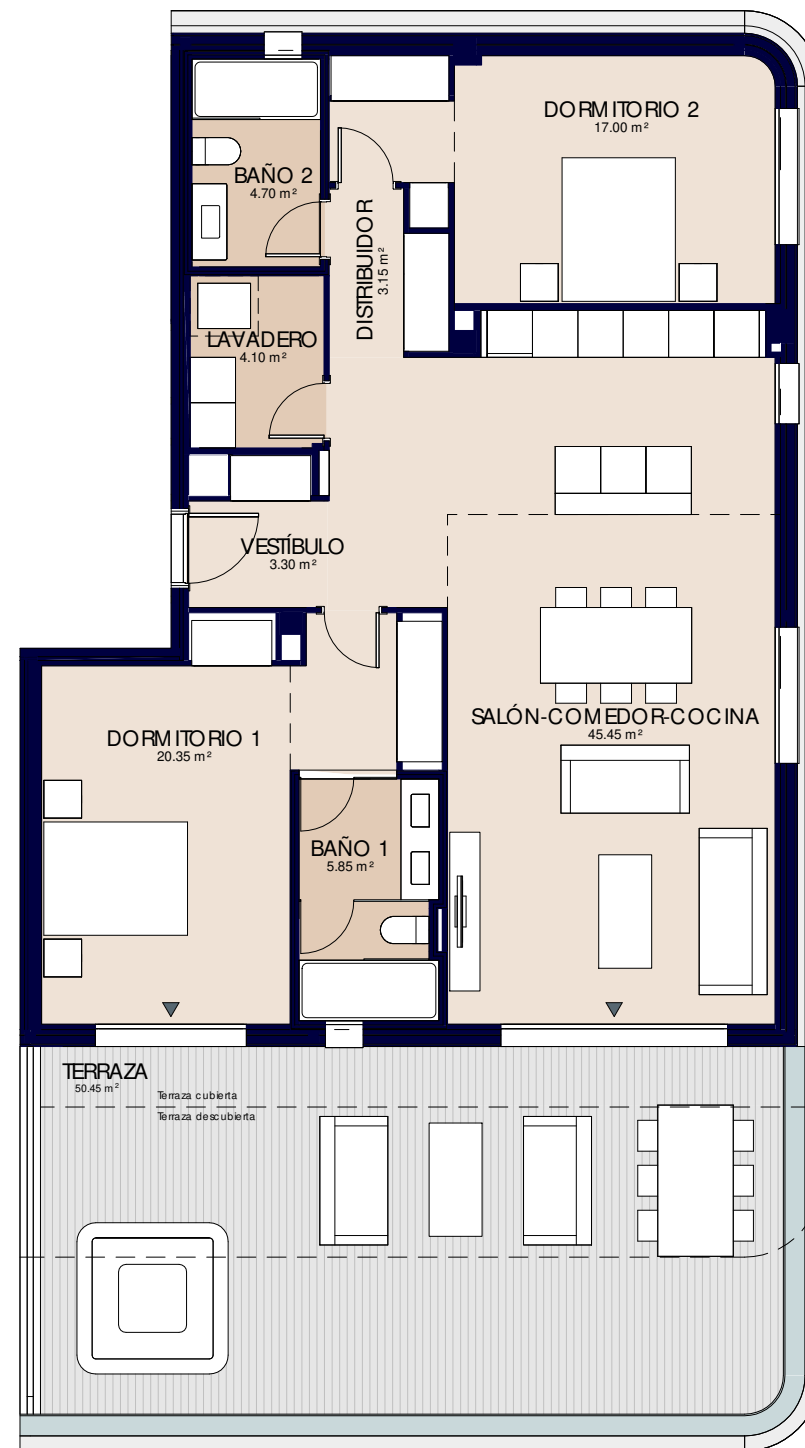 DORMITORIO 2
17.00 m²
BAÑO 2
4.70 m²
DISTRIBUIDOR
3.15 m²
LAVADERO
4.10 m²
VESTÍBULO
3.30 m²
SALÓN-COMEDOR-COCINA
45.45 m²
DORMITORIO 1
20.35 m²
BAÑO 1
5.85 m²
TERRAZA
50.45 m²
Terraza cubierta
Terraza descubierta